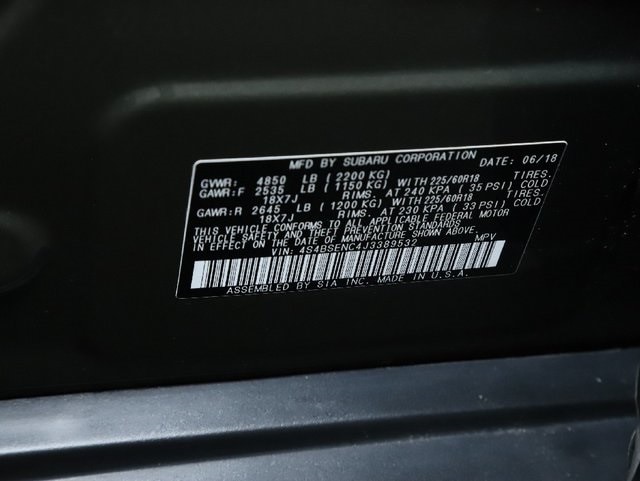 MFD BY SUBARU CORPORATION DATE: 06/18
GVWR: 4850 LB (2200 KG) TIRES.
GAWR:F 2535 LB (1150 KG) WITH 225/60R18
18X7J RIMS. AT 240 KPA (35 PSI) COLD
TIRES.
GAWR:R 2645 LB (1200 KG) WITH 225/60R18
18X7J RIMS. AT 230 KPA (33 PSI) COLD
THIS VEHICLE CONFORMS TO ALL APPLICABLE FEDERAL MOTOR
VEHICLE SAFETY AND THEFT PREVENTION STANDARDS
IN EFFECT ON THE DATE OF MANUFACTURE SHOWN ABOVE.
VIN: 4S4BSENC4J3389532 MPV
ASSEMBLED BY SIA INC. MADE IN U.S.A.